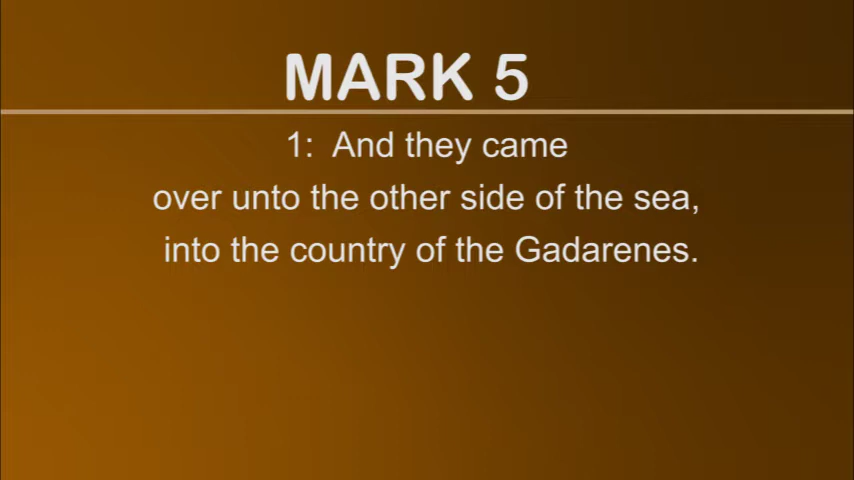 MARK 5
1: And they came
over unto the other side of the sea,
into the country of the Gadarenes.